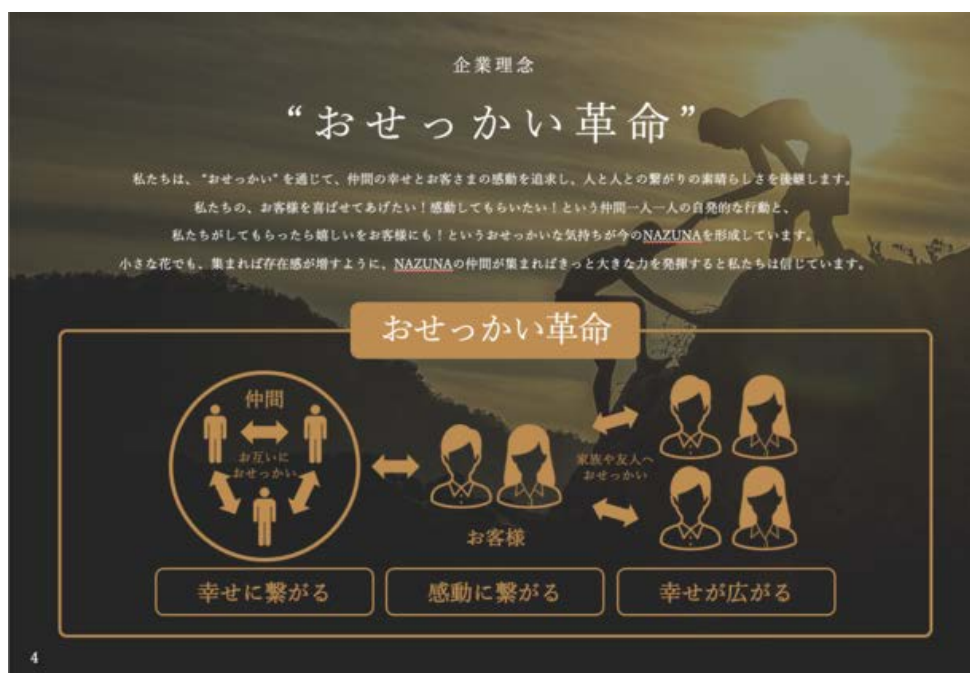 企業理念
“おせっかい革命”
私たちは、“おせっかい”を通じて、仲間の幸せとお客さまの感動を追求し、人と人との繋がりの素晴らしさを後継します。
私たちの、お客様を喜ばせてあげたい！感動してもらいたい！という仲間一人一人の自発的な行動と、
私たちがしてもらったら嬉しいをお客様にも！というおせっかいな気持ちが今のNAZUNAを形成しています。
小さな花でも、集まれば存在感が増すように、NAZUNAの仲間が集まればきっと大きな力を発揮すると私たちは信じています。
おせっかい革命
仲間
お互いに
おせっかい
家族や友人へ
おせっかい
お客様
幸せに繋がる
感動に繋がる
幸せが広がる
4